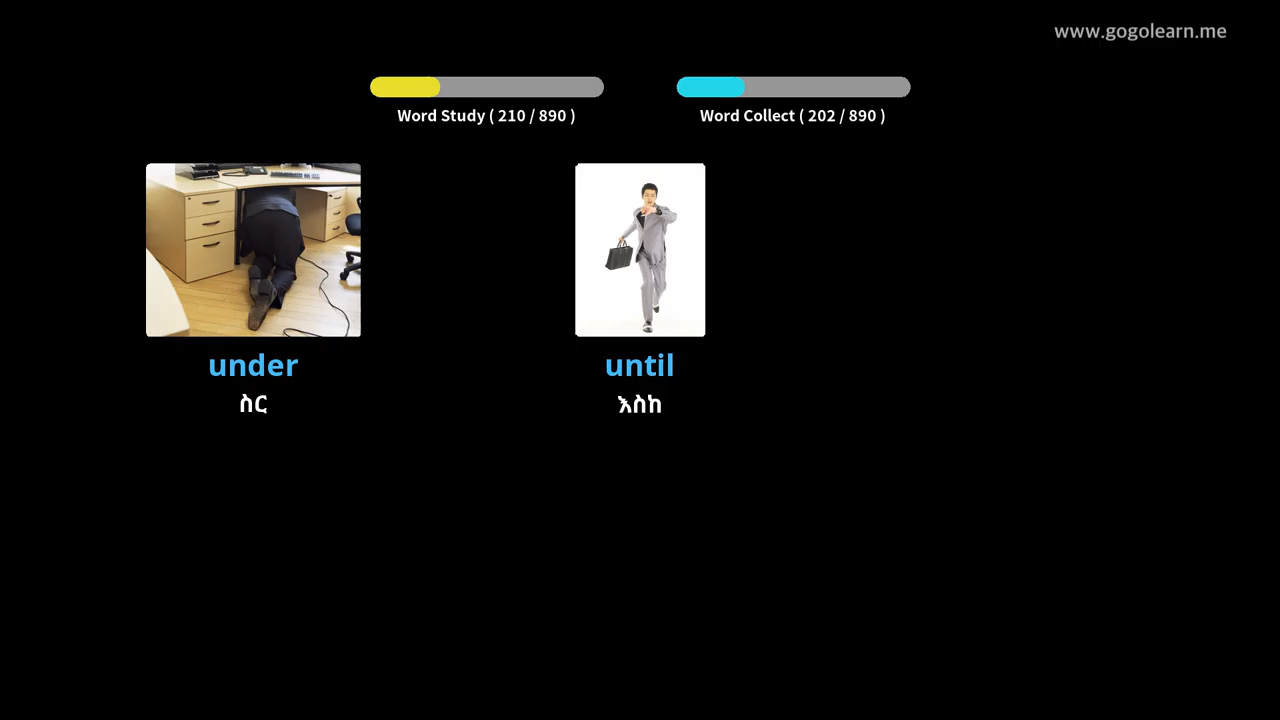 www.gogolearn.me
Word Study ( 210 / 890 )
Word Collect ( 202 / 890 )
under
ስር
until
እስከ